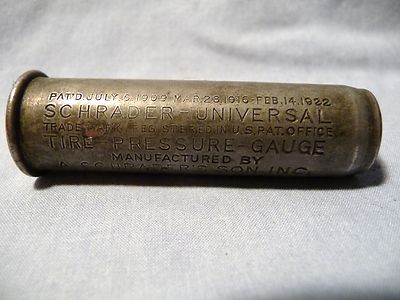 PAT'D. JULY 6, 1909-MAR. 28, 1916-FEB. 14, 1922
SCHRADER-UNIVERSAL
TRADE MARK REGISTERED IN U.S. PAT. OFFICE
TIRE-PRESSURE-GAUGE
MANUFACTURED BY
A. SCHRADER'S SON, INC.